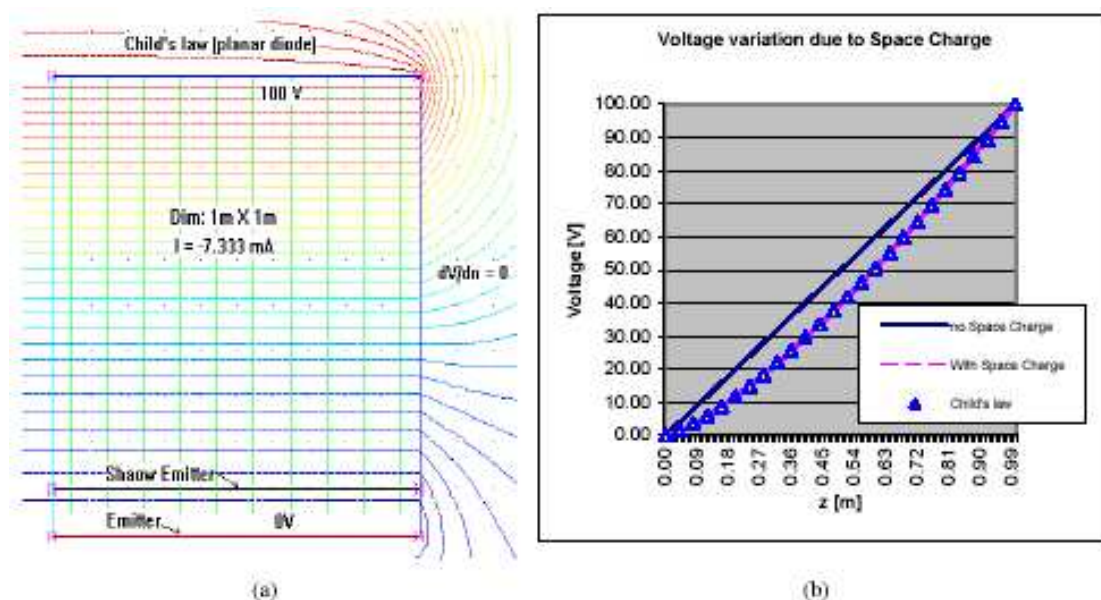 Child's law [planar diode]
100 V
Dim: 1m X 1m
I = -7.333 mA
dV/dn = 0
Shaow Emitter
Emitter
0V
(a)
Voltage variation due to Space Charge
Voltage [V]
100.00
90.00
80.00
70.00
60.00
50.00
40.00
30.00
20.00
10.00
0.00
0.00 0.09 0.18 0.27 0.36 0.45 0.54 0.63 0.72 0.81 0.90 0.99
z [m]
no Space Charge
With Space Charge
Child's law
(b)